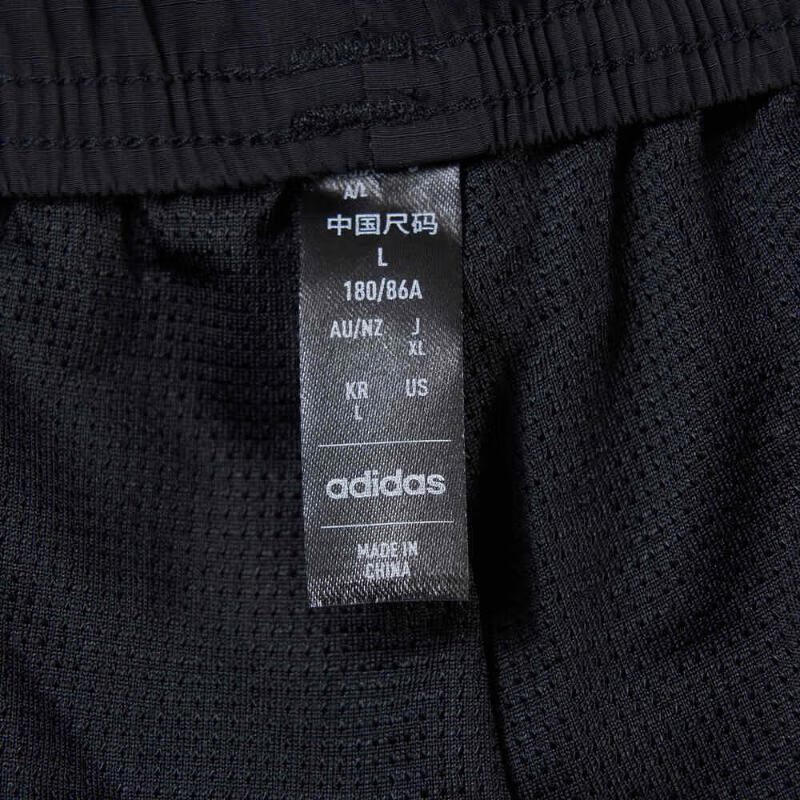 A/L
中国尺码
L
180/86A
AU/NZ J
XL
KR US
L
adidas
MADE IN
CHINA